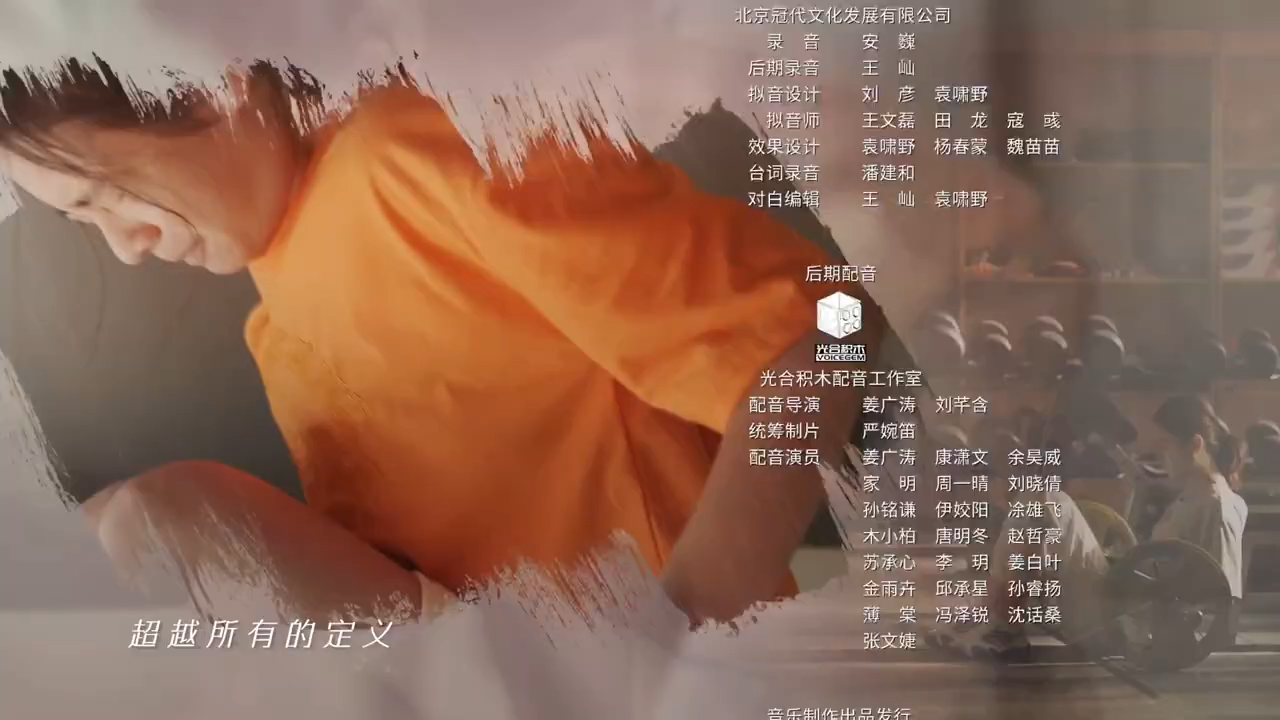 北京冠代文化发展有限公司
录 音 安 巍
后期录音 王 屾
拟音设计 刘 彦 袁啸野
拟音师 王文磊 田 龙 寇 彧
效果设计 袁啸野 杨春蒙 魏苗苗
台词录音 潘建和
对白编辑 王 屾 袁啸野
后期配音
光合积木
VOICEGEM
光合积木配音工作室
配音导演 姜广涛 刘芊含
统筹制片 严婉笛
配音演员 姜广涛 康潇文 余昊威
家 明 周一晴 刘晓倩
孙铭谦 伊姣阳 凃雄飞
木小柏 唐明冬 赵哲豪
苏承心 李 玥 姜白叶
金雨卉 邱承星 孙睿扬
薄 棠 冯泽锐 沈话桑
张文婕
超越所有的定义
音乐制作出品发行